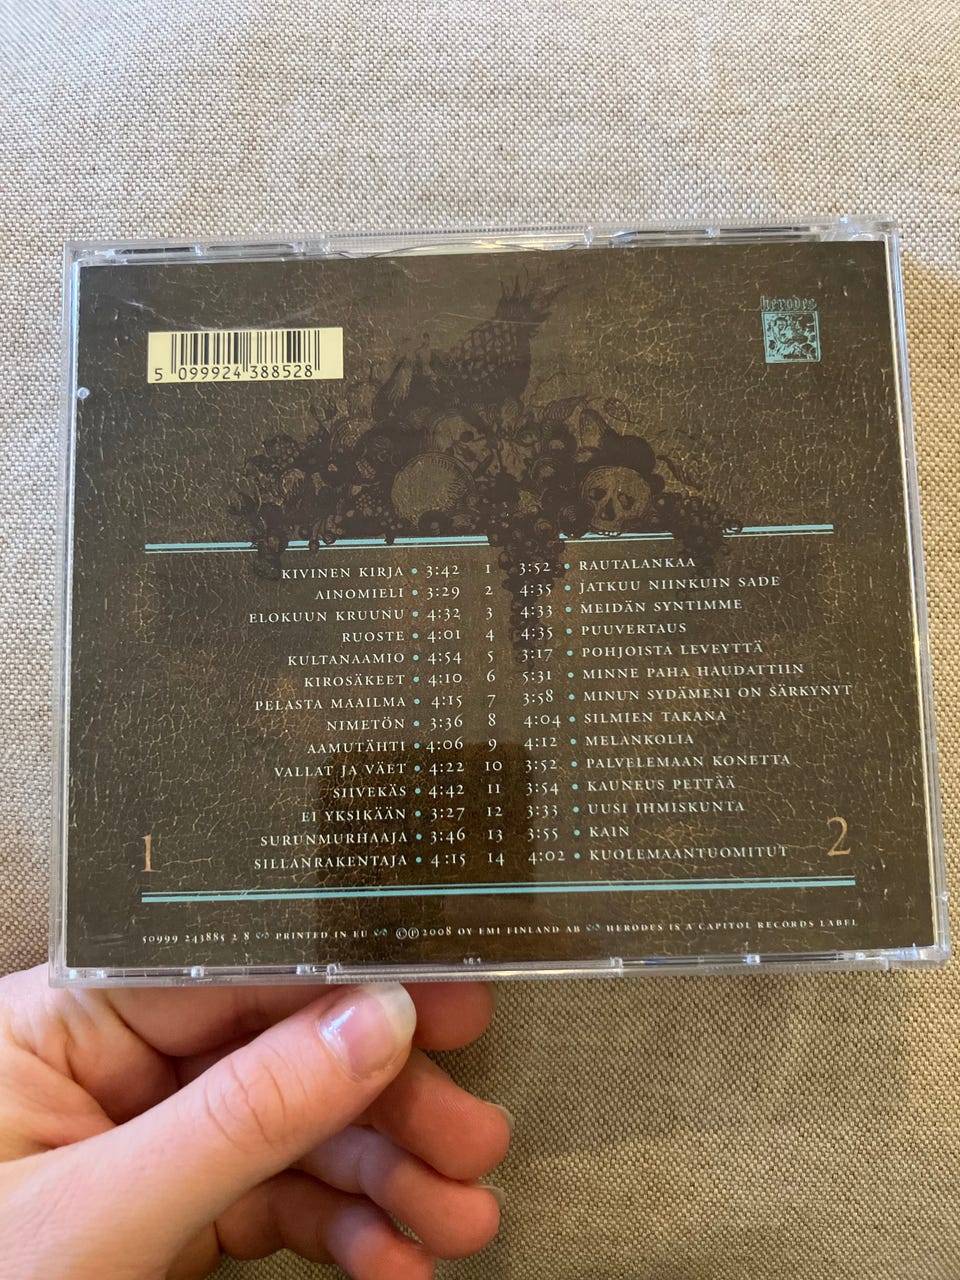 herodes
5 099924 388528
KIVINEN KIRJA • 3:42 1 3:52 • RAUTALANKAA
AINOMIELI • 3:29 2 4:35 • JATKUU NIINKUIN SADE
ELOKUUN KRUUNU • 4:32 3 4:33 • MEIDÄN SYNTIMME
RUOSTE • 4:01 4 4:35 • PUUVERTAUS
KULTANAAMIO • 4:54 5 3:17 • POHJOISTA LEVEYTTÄ
KIROSÄKEET • 4:10 6 5:31 • MINNE PAHA HAUDATTIIN
PELASTA MAAILMA • 4:15 7 3:58 • MINUN SYDÄMENI ON SÄRKYNYT
NIMETÖN • 3:36 8 4:04 • SILMIEN TAKANA
AAMUTÄHTI • 4:06 9 4:12 • MELANKOLIA
VALLAT JA VÄET • 4:22 10 3:52 • PALVELEMAAN KONETTA
SIIVEKÄS • 4:42 11 3:54 • KAUNEUS PETTÄÄ
EI YKSIKÄÄN • 3:27 12 3:33 • UUSI IHMISKUNTA
SURUNMURHAAJA • 3:46 13 3:55 • KAIN
SILLANRAKENTAJA • 4:15 14 4:02 • KUOLEMAANTUOMITUT
1 2
50999 243885 2 8 PRINTED IN EU ©℗ 2008 OY EMI FINLAND AB HERODES IS A CAPITOL RECORDS LABEL